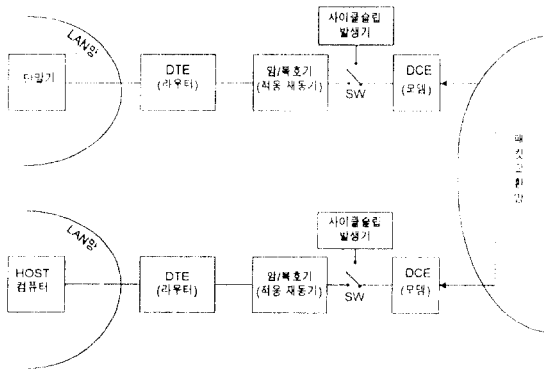 사이클슬립
발생기
LAN망
단말기
DTE
(라우터)
암/복호기
(적응 재동기)
SW
DCE
(모뎀)
패킷교환망
사이클슬립
발생기
LAN망
HOST
컴퓨터
DTE
(라우터)
암/복호기
(적응 재동기)
SW
DCE
(모뎀)